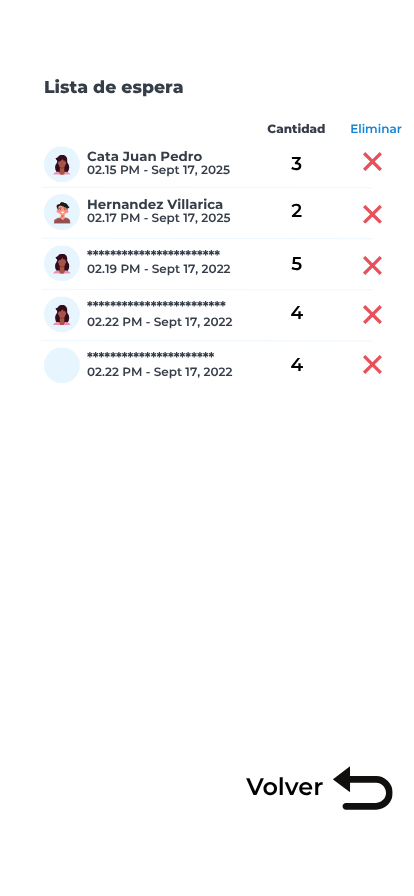 Lista de espera
Cantidad Eliminar
Cata Juan Pedro
02.15 PM - Sept 17, 2025
3
Hernandez Villarica
02.17 PM - Sept 17, 2025
2
***********************
02.19 PM - Sept 17, 2022
5
************************
02.22 PM - Sept 17, 2022
4
**********************
02.22 PM - Sept 17, 2022
4
Volver